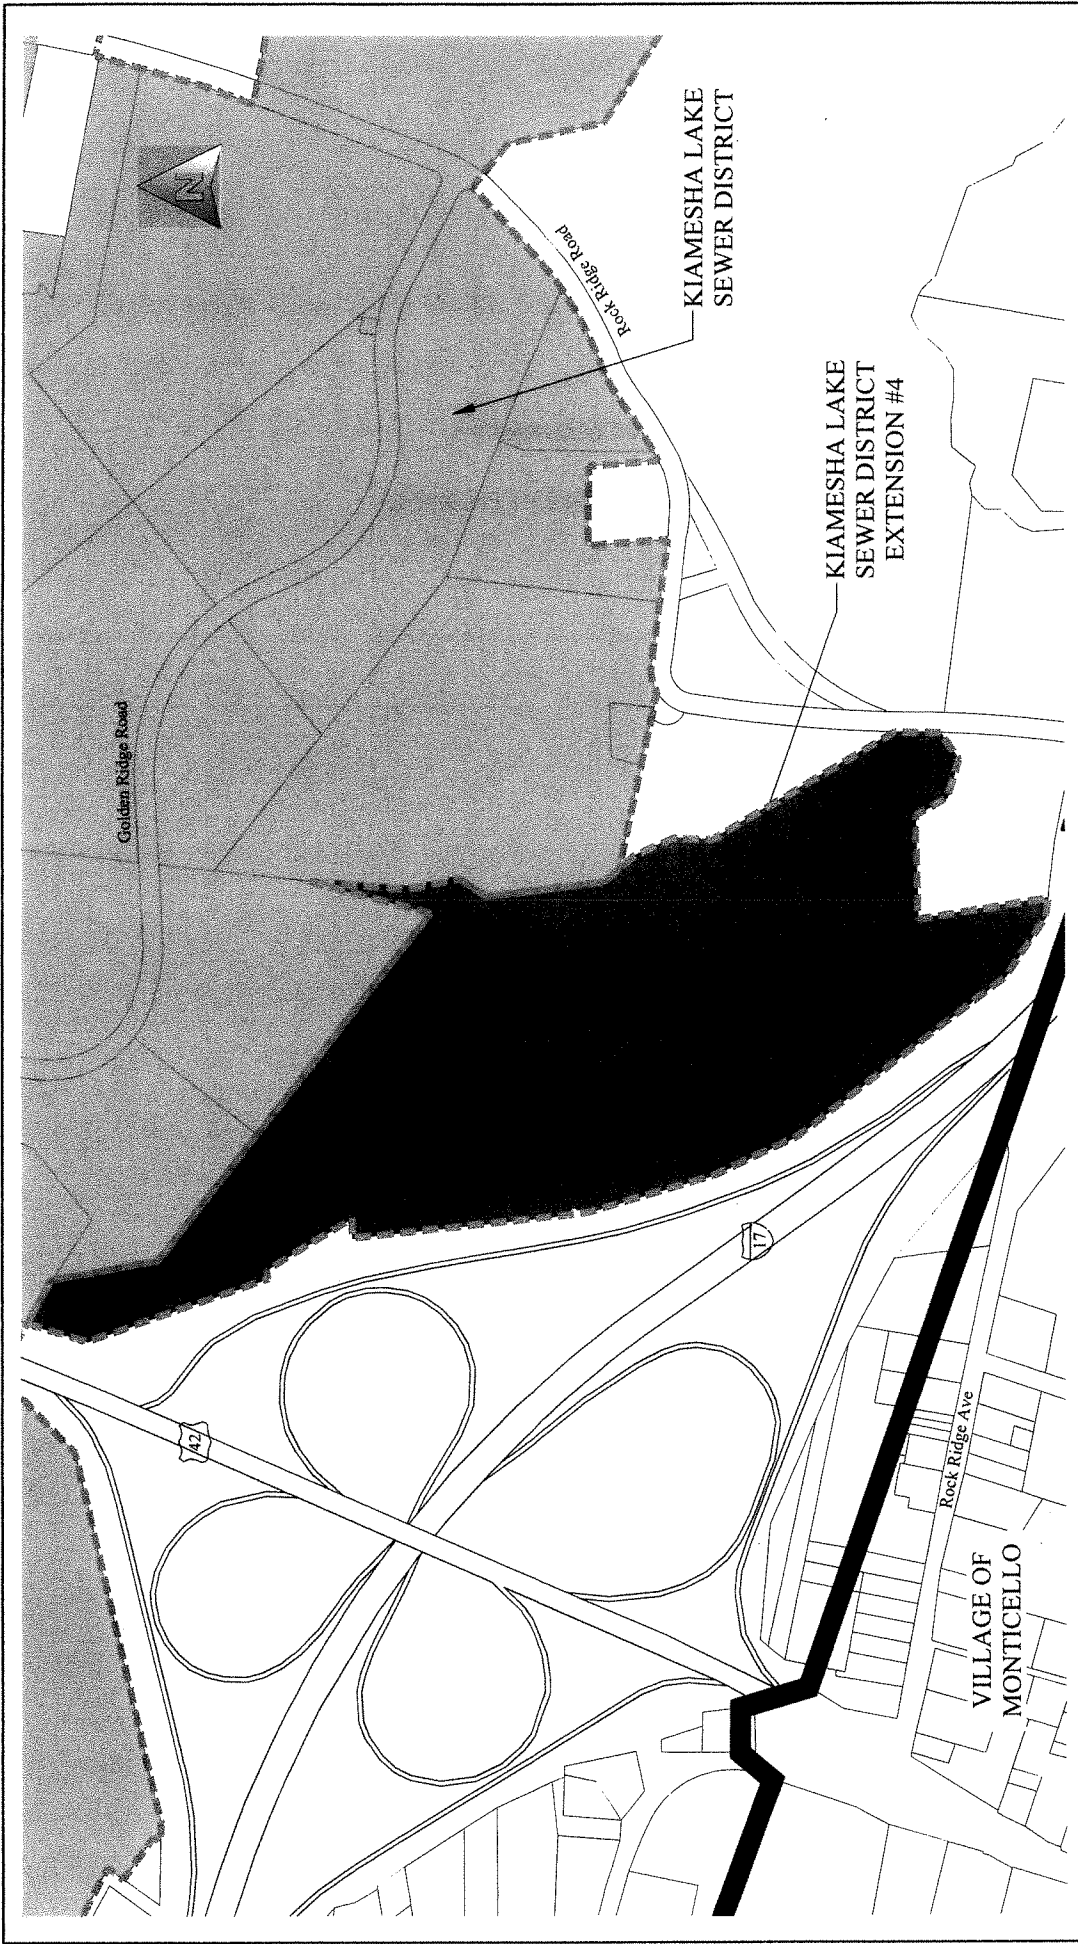 Golden Ridge Road
N
Rock Ridge Road
KIAMESHA LAKE
SEWER DISTRICT
KIAMESHA LAKE
SEWER DISTRICT
EXTENSION #4
42
17
Rock Ridge Ave
VILLAGE OF
MONTICELLO